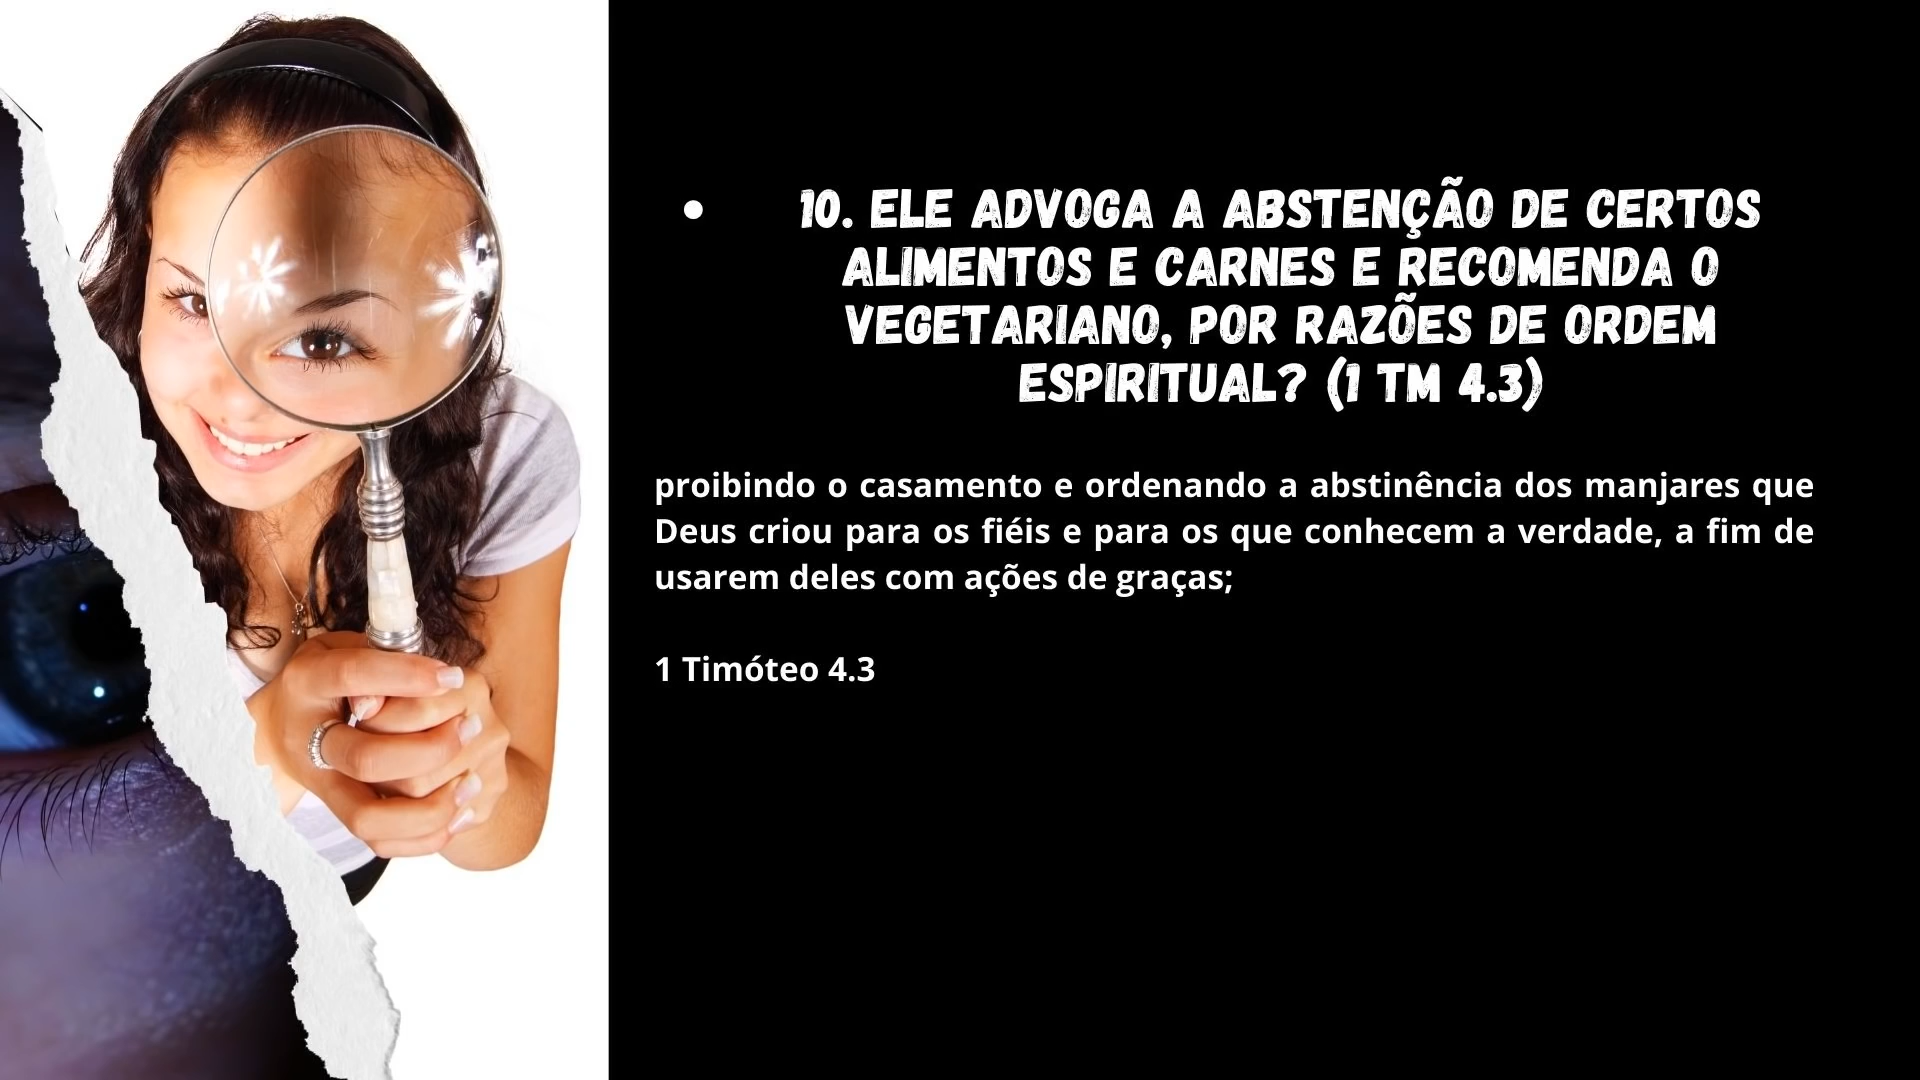 • 10. ELE ADVOGA A ABSTENÇÃO DE CERTOS
ALIMENTOS E CARNES E RECOMENDA O
VEGETARIANO, POR RAZÕES DE ORDEM
ESPIRITUAL? (1 TM 4.3)
proibindo o casamento e ordenando a abstinência dos manjares que
Deus criou para os fiéis e para os que conhecem a verdade, a fim de
usarem deles com ações de graças;
1 Timóteo 4.3